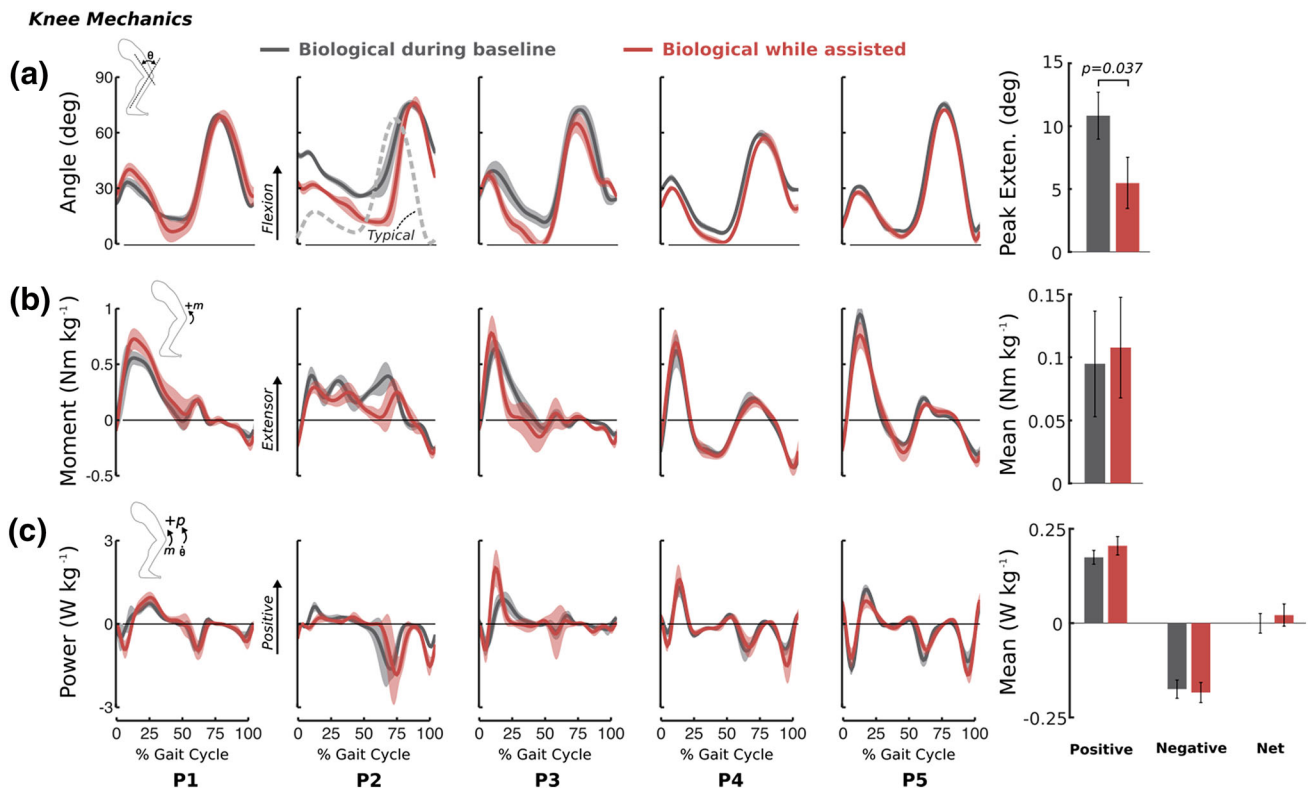 Knee Mechanics
Biological during baseline
Biological while assisted
(a)
θ
Angle (deg)
90
60
30
0
Flexion
Typical
Peak Exten. (deg)
15
10
5
0
p=0.037
(b)
+m
Moment (Nm kg⁻¹)
1
0.5
0
-0.5
Extensor
Mean (Nm kg⁻¹)
0.15
0.1
0.05
0
(c)
+p
m θ̇
Power (W kg⁻¹)
3
0
-3
Positive
Mean (W kg⁻¹)
0.25
0
-0.25
Positive Negative Net
0 25 50 75 100 0 25 50 75 100 0 25 50 75 100 0 25 50 75 100 0 25 50 75 100
% Gait Cycle % Gait Cycle % Gait Cycle % Gait Cycle % Gait Cycle
P1 P2 P3 P4 P5